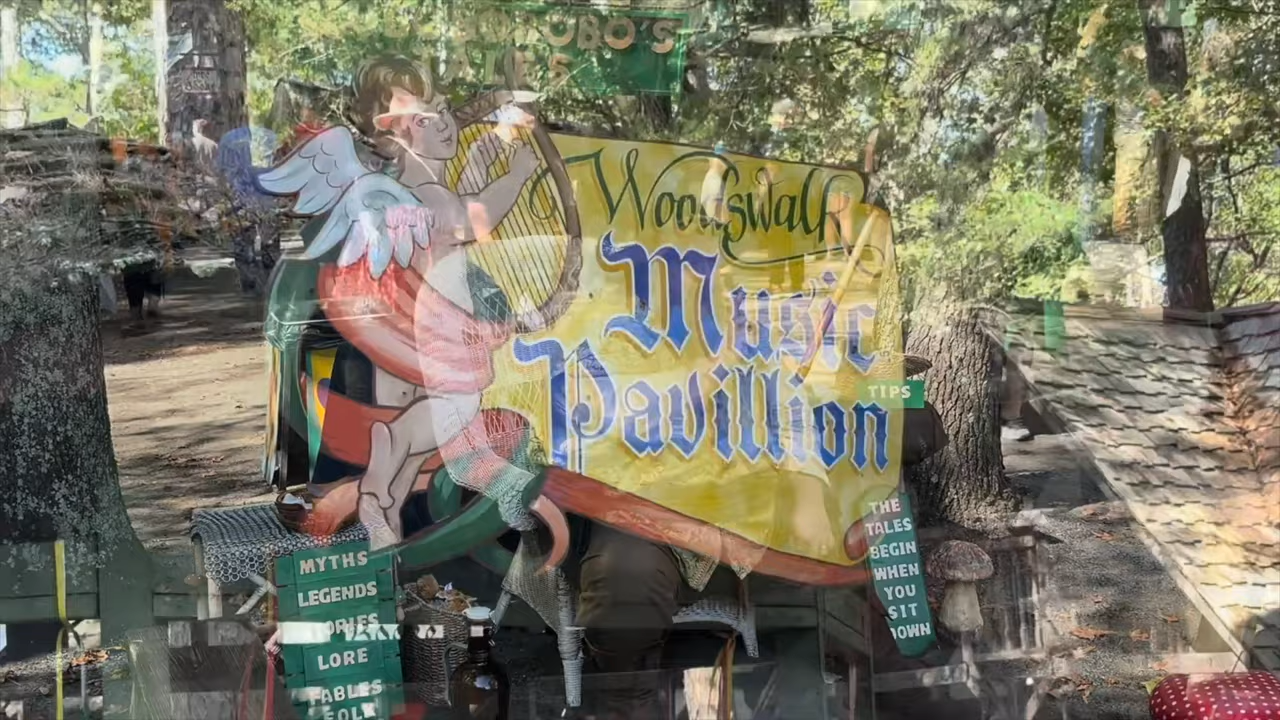 Woodswalk
Music
Pavillion
TIPS
THE
TALES
BEGIN
WHEN
YOU
SIT
DOWN
MYTHS
LEGENDS
LORE
FABLES